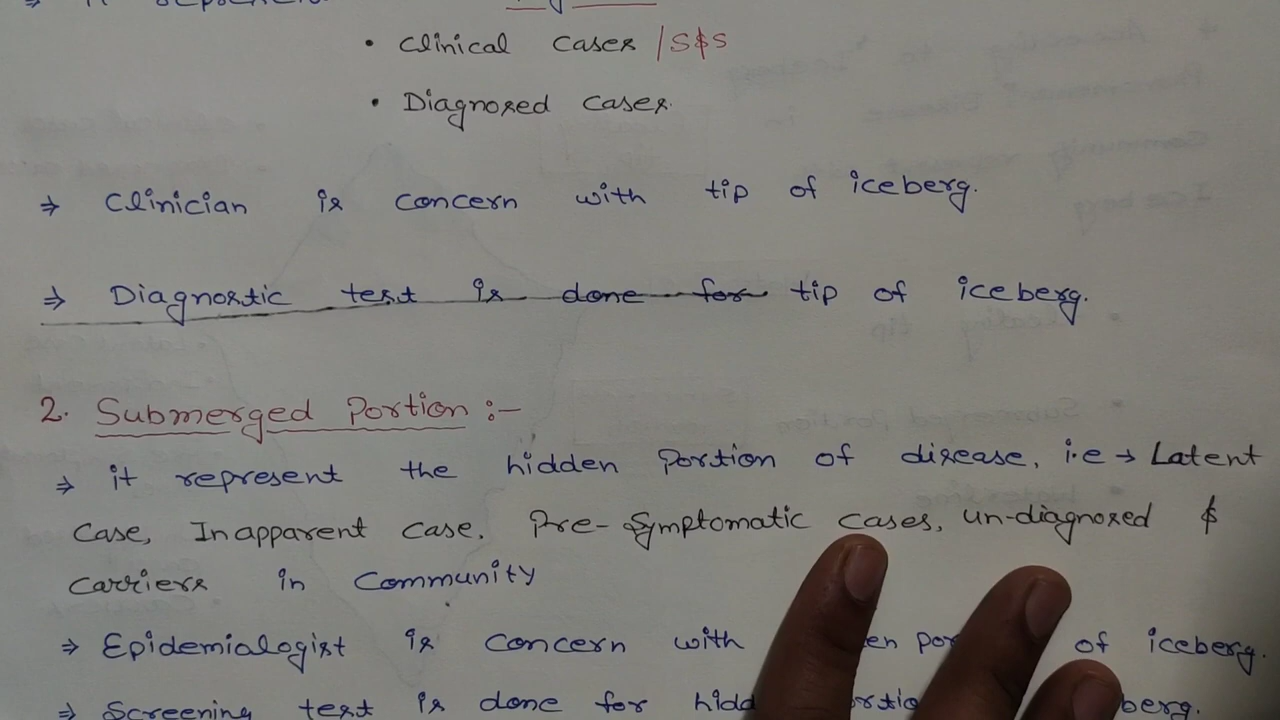 • Clinical Cases / S & S
• Diagnosed Cases.
⇒ Clinician is concern with tip of iceberg.
⇒ Diagnostic test is done for tip of iceberg.
2. Submerged Portion :-
⇒ it represent the hidden Portion of disease, i.e → Latent
Case, Inapparent Case, Pre-Symptomatic Cases, un-diagnosed &
Carriers in Community
⇒ Epidemialogist is concern with of iceberg.
⇒ Screening test is done for